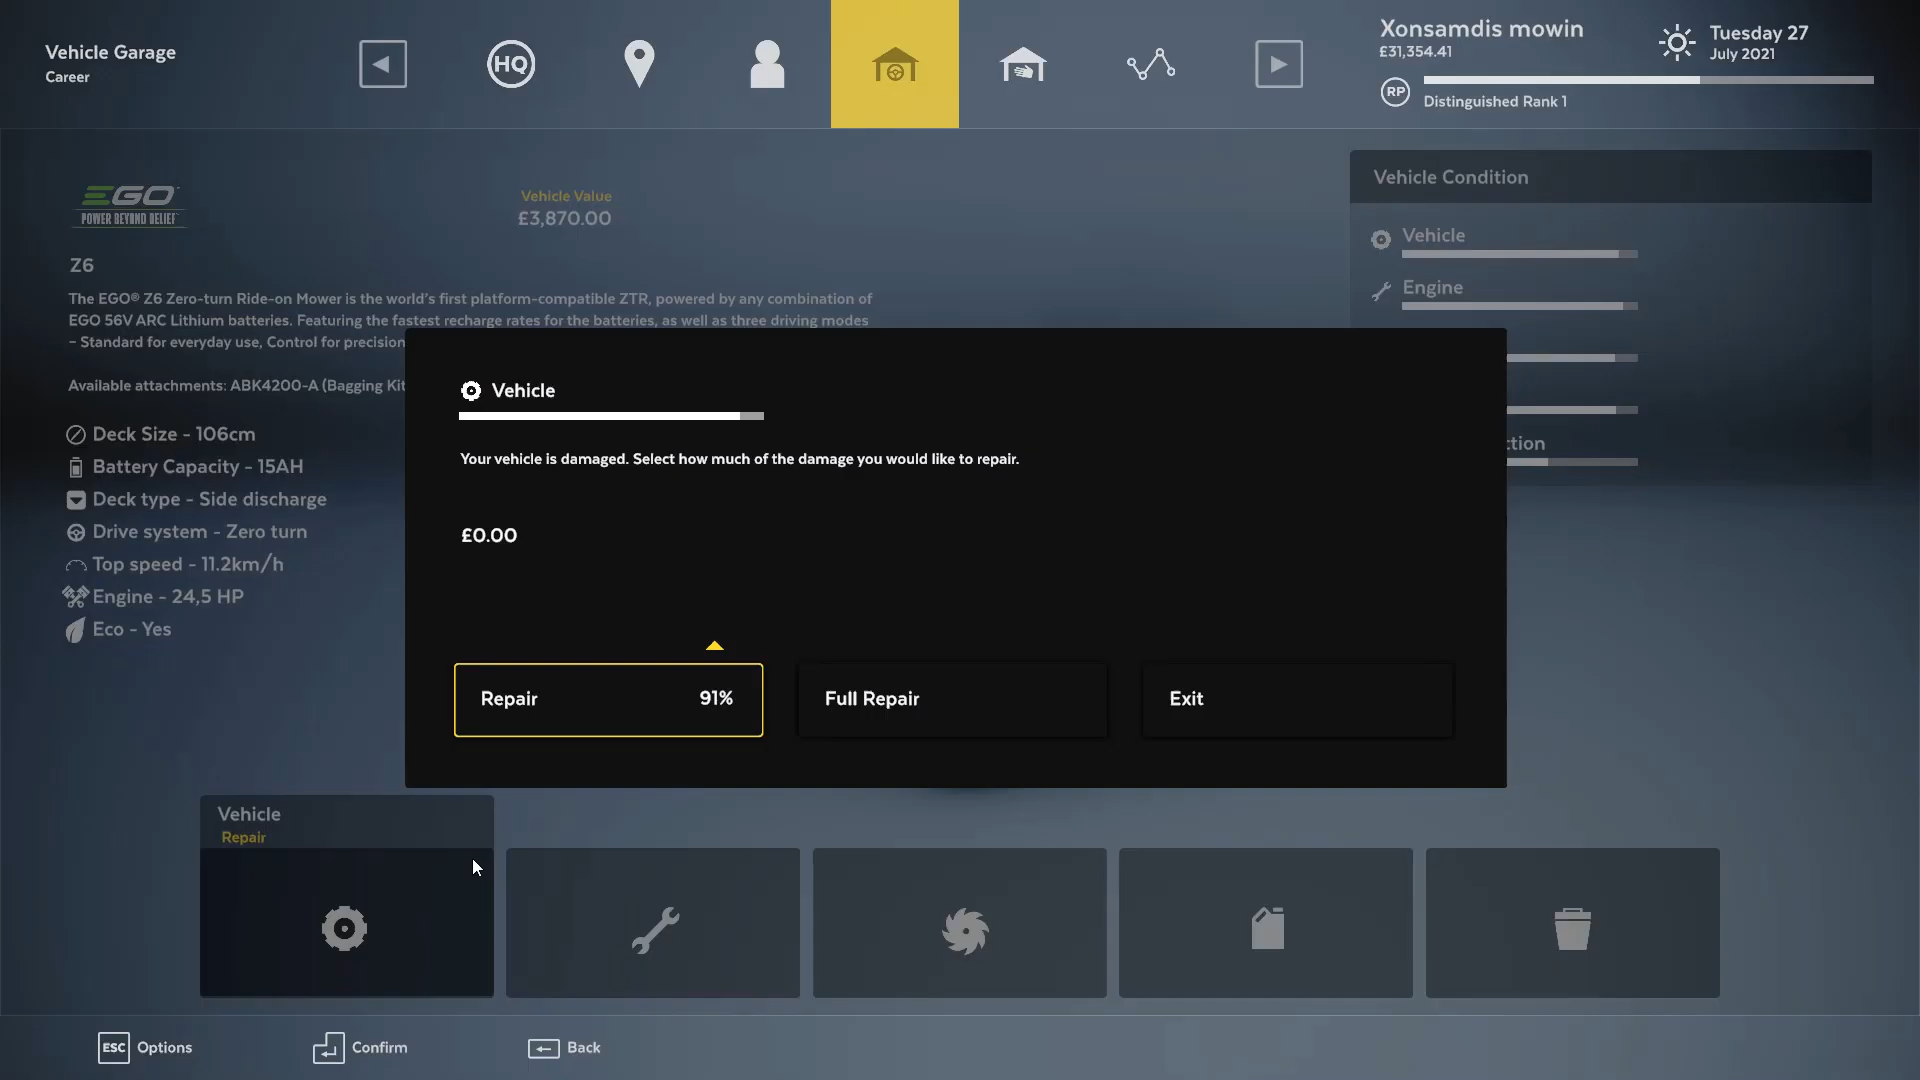 Vehicle Garage
Career
HQ
Xonsamdis mowin
£31,354.41
Tuesday 27
July 2021
RP
Distinguished Rank 1
EGO
POWER BEYOND BELIEF
Vehicle Value
£3,870.00
Z6
The EGO® Z6 Zero-turn Ride-on Mower is the world's first platform-compatible ZTR, powered by any combination of
EGO 56V ARC Lithium batteries. Featuring the fastest recharge rates for the batteries, as well as three driving modes
– Standard for everyday use, Control for precision
Available attachments: ABK4200-A (Bagging Kit
Deck Size - 106cm
Battery Capacity - 15AH
Deck type - Side discharge
Drive system - Zero turn
Top speed - 11.2km/h
Engine - 24,5 HP
Eco - Yes
Vehicle Condition
Vehicle
Engine
ction
Vehicle
Your vehicle is damaged. Select how much of the damage you would like to repair.
£0.00
Repair 91%
Full Repair
Exit
Vehicle
Repair
ESC Options
Confirm
Back